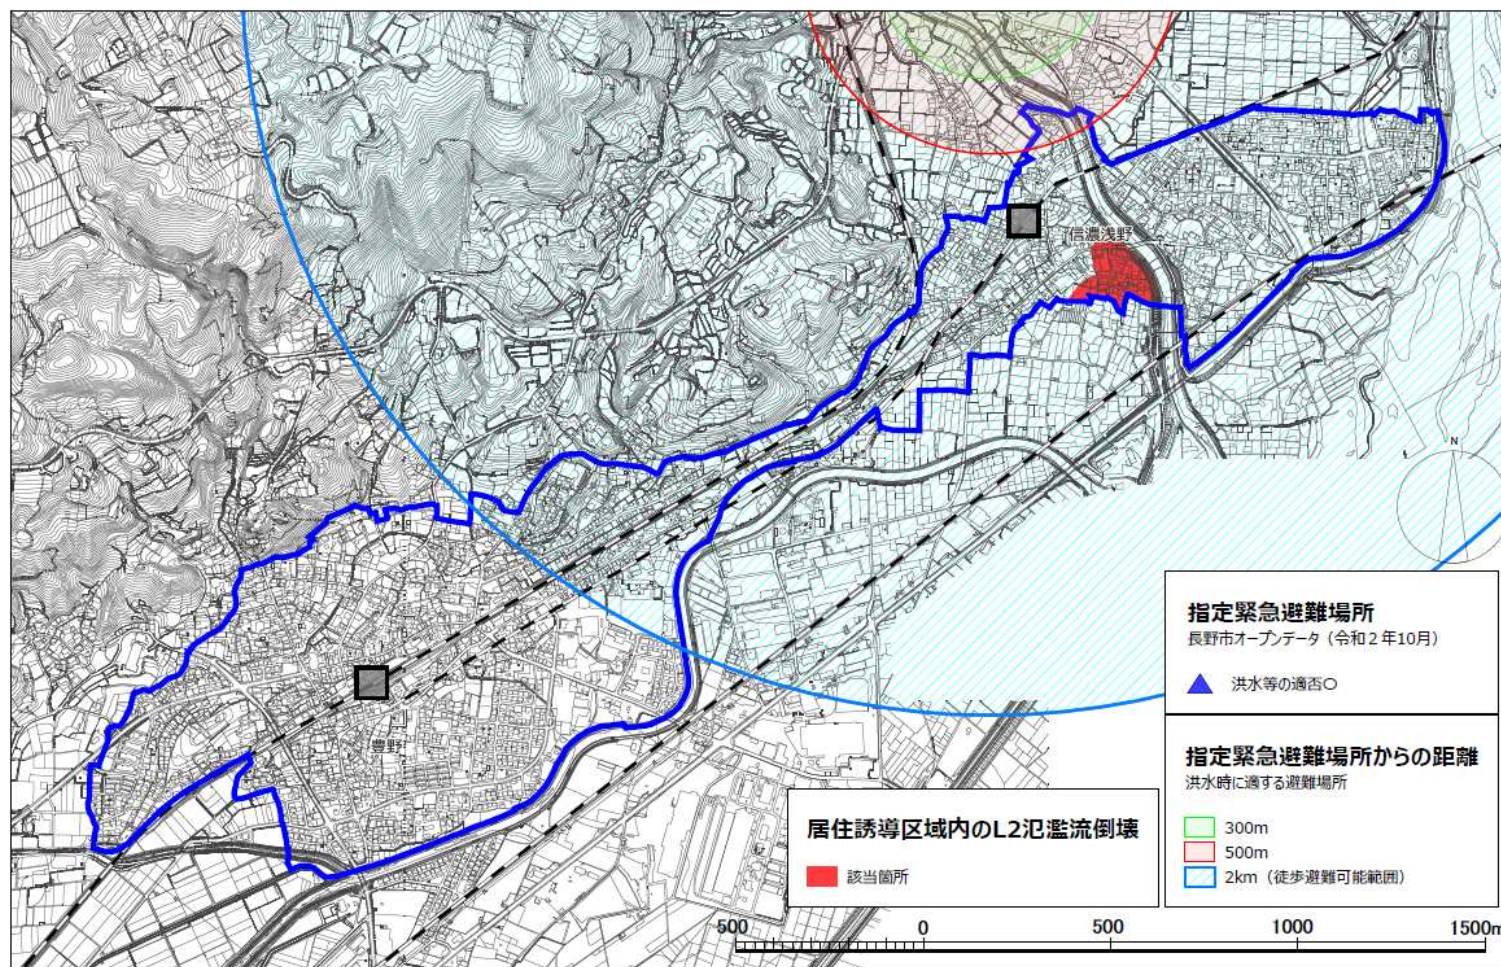 信濃浅野
豊野
N
指定緊急避難場所
長野市オープンデータ（令和２年10月）
洪水等の適否〇
指定緊急避難場所からの距離
洪水時に適する避難場所
300m
500m
2km（徒歩避難可能範囲）
居住誘導区域内のL2氾濫流倒壊
該当箇所
500 0 500 1000 1500m